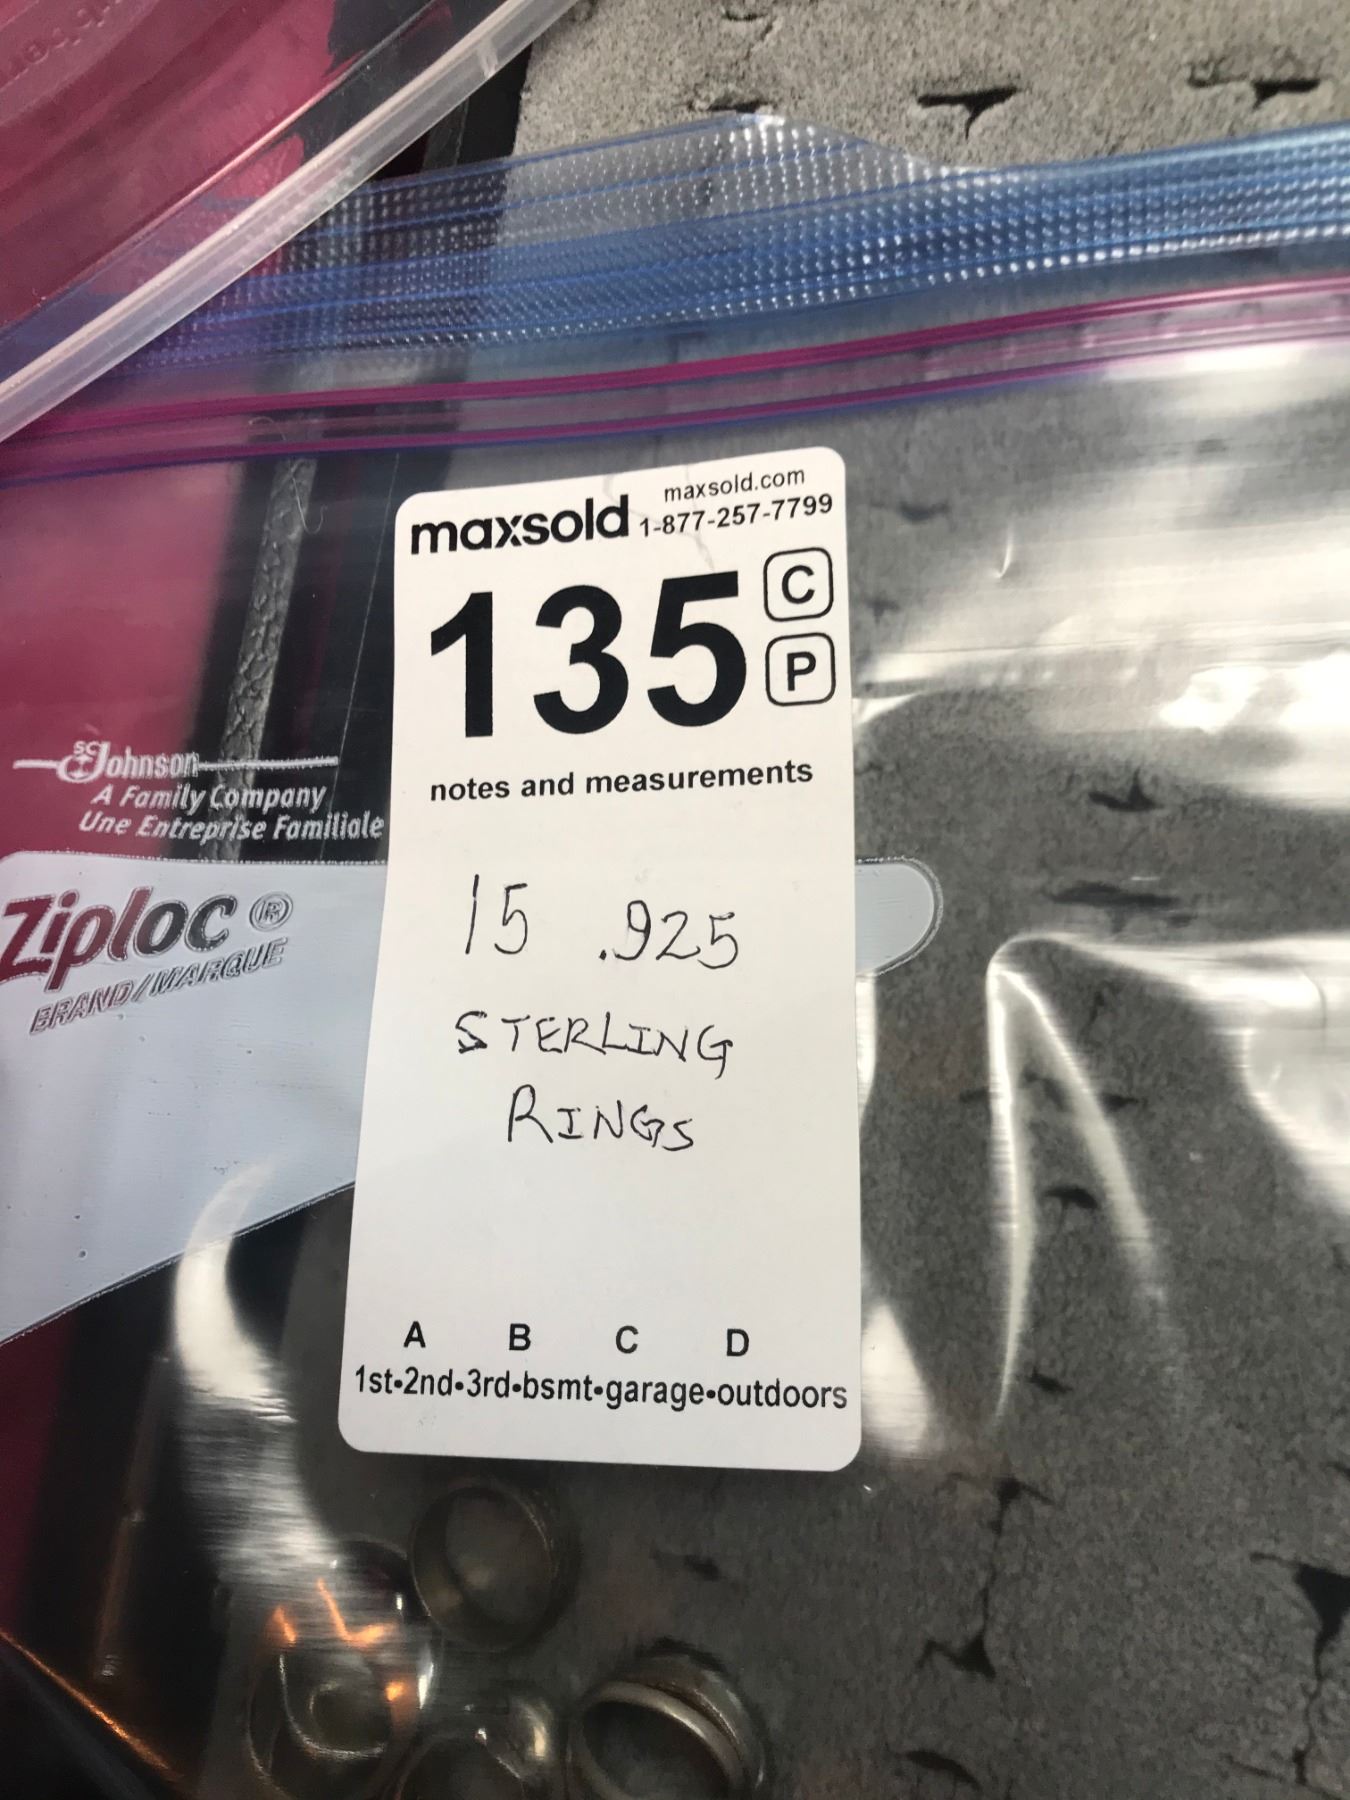 maxsold.com
maxsold 1-877-257-7799
135 C
P
notes and measurements
SC Johnson
A Family Company
Une Entreprise Familiale
Ziploc ®
BRAND/MARQUE
15 .925
STERLING
RINGS
A B C D
1st•2nd•3rd•bsmt•garage•outdoors